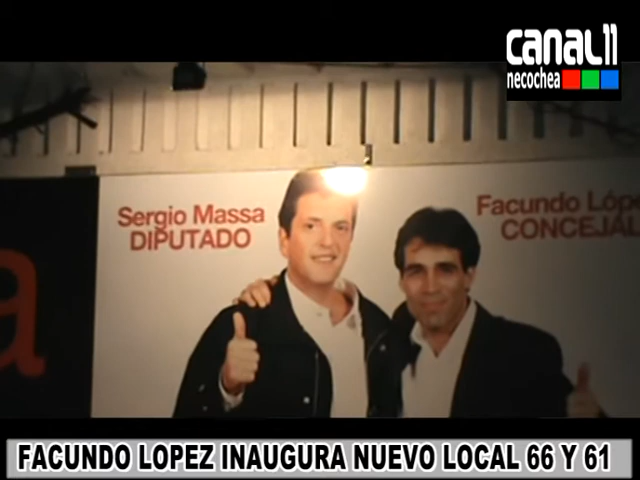 CANAL 11
necochea
Sergio Massa
DIPUTADO
Facundo Lópe
CONCEJAL
a
FACUNDO LOPEZ INAUGURA NUEVO LOCAL 66 Y 61